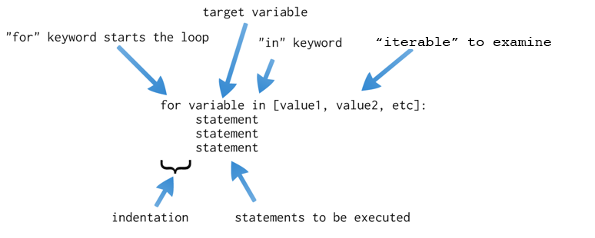 target variable
"for" keyword starts the loop
"in" keyword
“iterable” to examine
for variable in [value1, value2, etc]:
statement
statement
statement
indentation
statements to be executed